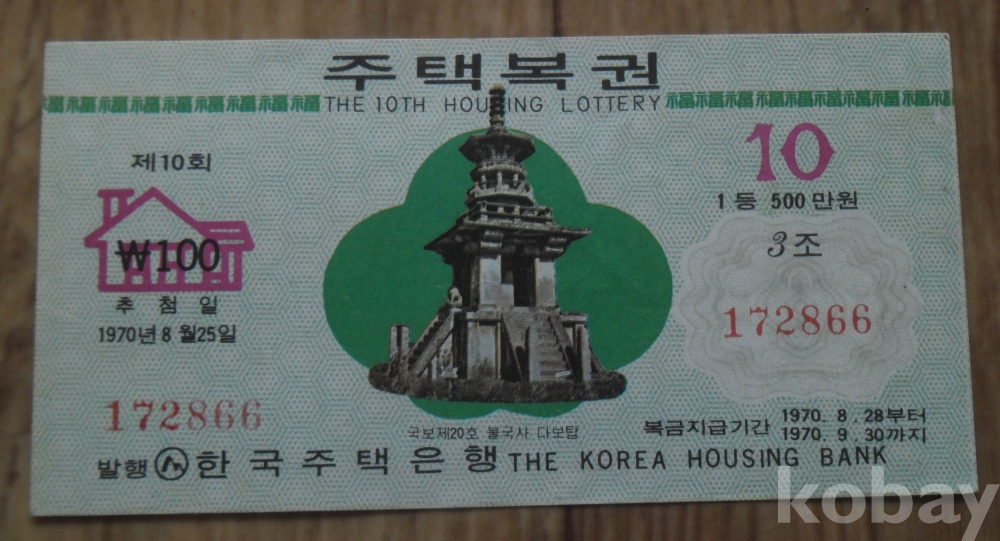 주택복권
福福福福福福福福福 THE 10TH HOUSING LOTTERY 福福福福福福福福福
제10회
₩100
추첨일
1970년 8월25일
172866
10
1등 500만원
3조
172866
국보제20호 불국사 다보탑
복금지급기간 1970. 8. 28부터
1970. 9. 30까지
발행 한국주택은행 THE KOREA HOUSING BANK
kobay